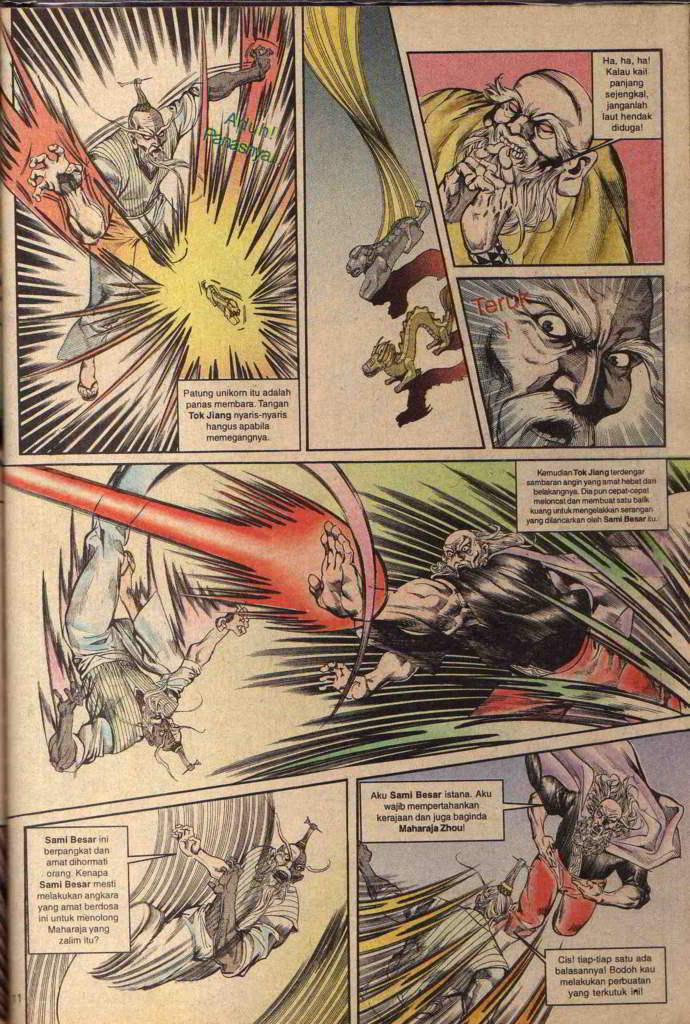 Aduh!
Panasnya!
Patung unikorn itu adalah
panas membara. Tangan
Tok Jiang nyaris-nyaris
hangus apabila
memegangnya.
Ha, ha, ha!
Kalau kail
panjang
sejengkal,
janganlah
laut hendak
diduga!
Teruk
!
Kemudian Tok Jiang terdengar
sambaran angin yang amat hebat dari
belakangnya. Dia pun cepat-cepat
meloncat dan membuat satu balik
kuang untuk mengelakkan serangan
yang dilancarkan oleh Sami Besar itu.
Sami Besar ini
berpangkat dan
amat dihormati
orang. Kenapa
Sami Besar mesti
melakukan angkara
yang amat berdosa
ini untuk menolong
Maharaja yang
zalim itu?
Aku Sami Besar istana. Aku
wajib mempertahankan
kerajaan dan juga baginda
Maharaja Zhou!
Cis! tiap-tiap satu ada
balasannya! Bodoh kau
melakukan perbuatan
yang terkutuk ini!